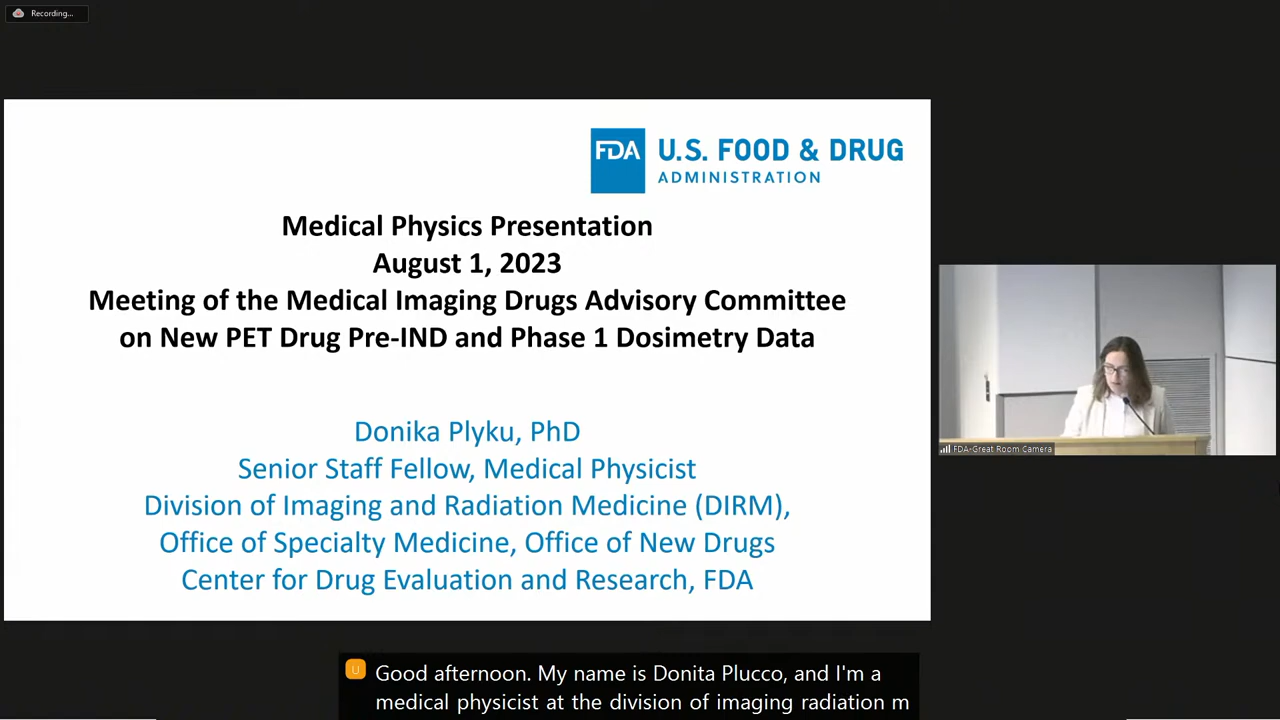 Recording...
FDA
U.S. FOOD & DRUG
ADMINISTRATION
Medical Physics Presentation
August 1, 2023
Meeting of the Medical Imaging Drugs Advisory Committee
on New PET Drug Pre-IND and Phase 1 Dosimetry Data
Donika Plyku, PhD
Senior Staff Fellow, Medical Physicist
Division of Imaging and Radiation Medicine (DIRM),
Office of Specialty Medicine, Office of New Drugs
Center for Drug Evaluation and Research, FDA
FDA-Great Room Camera
U
Good afternoon. My name is Donita Plucco, and I'm a
medical physicist at the division of imaging radiation m